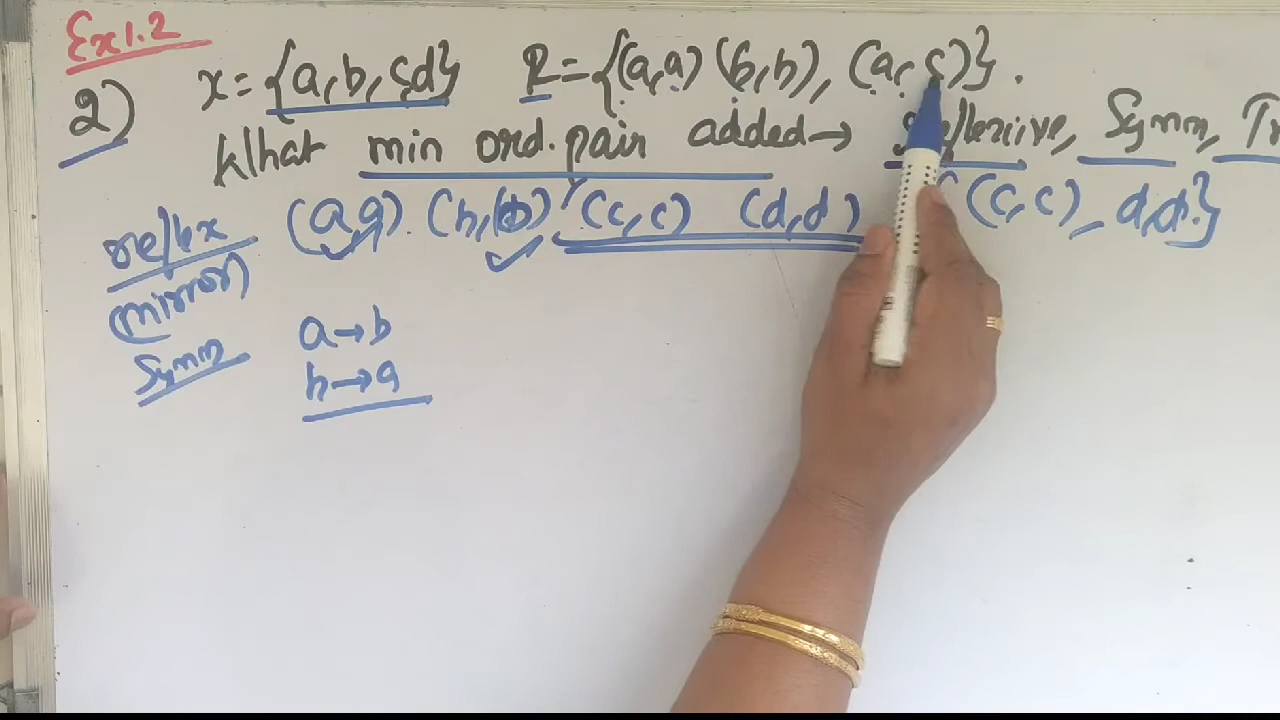 Ex1.2
2) x = {a,b,c,d} R = {(a,a) (b,b), (a,c)}.
What min ord.pair added → reflexive, Symm, Tr
reflex (a,a). (b,b) (c,c) (d,d) (c,c), d,d.}
(mirror)
Symm a→b
b→a